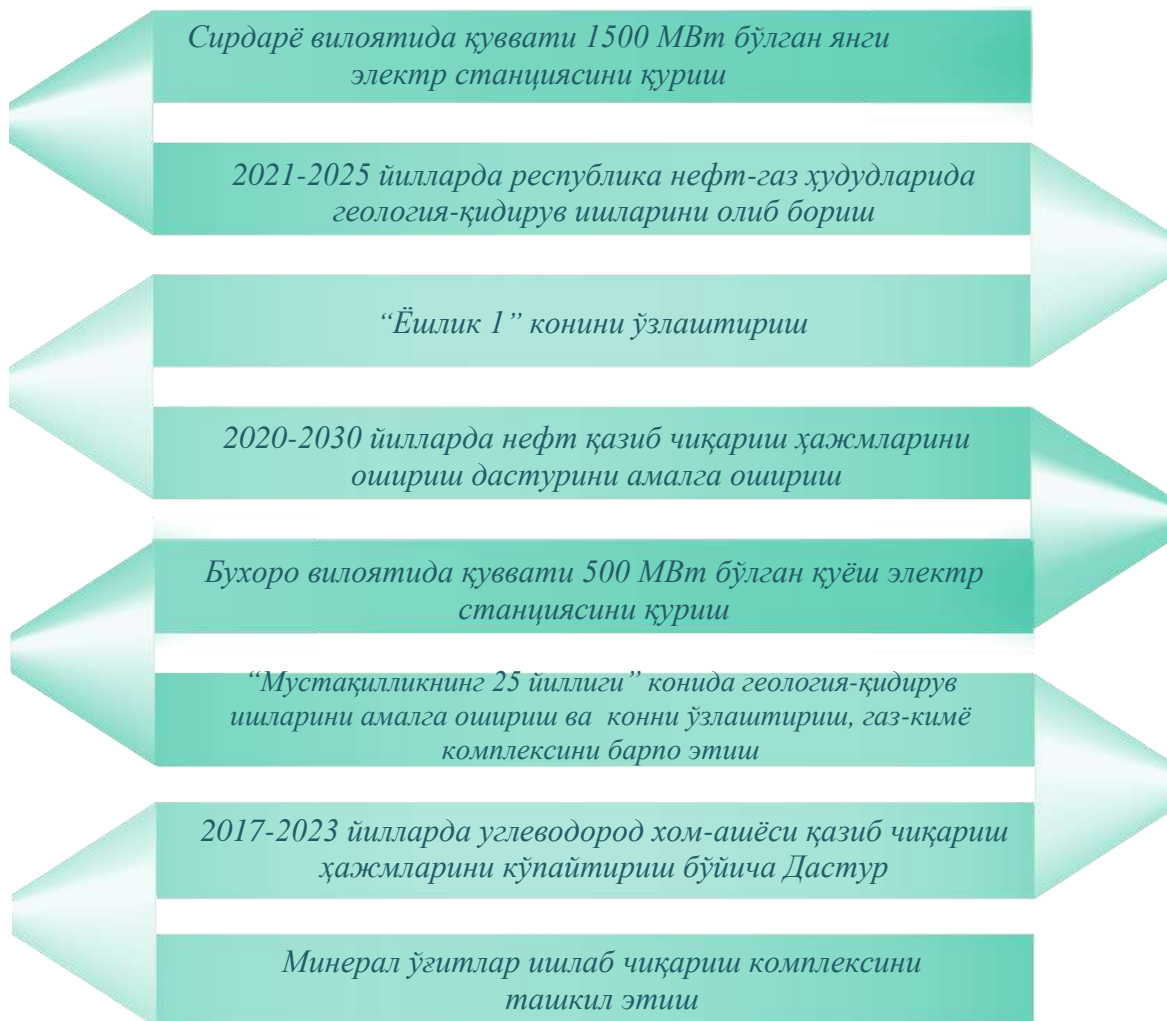 Сирдарё вилоятида қуввати 1500 МВт бўлган янги
электр станциясини қуриш
2021-2025 йилларда республика нефт-газ ҳудудларида
геология-қидирув ишларини олиб бориш
“Ёшлик 1” конини ўзлаштириш
2020-2030 йилларда нефт қазиб чиқариш ҳажмларини
ошириш дастурини амалга ошириш
Бухоро вилоятида қуввати 500 МВт бўлган қуёш электр
станциясини қуриш
“Мустақилликнинг 25 йиллиги” конида геология-қидирув
ишларини амалга ошириш ва конни ўзлаштириш, газ-кимё
комплексини барпо этиш
2017-2023 йилларда углеводород хом-ашёси қазиб чиқариш
ҳажмларини кўпайтириш бўйича Дастур
Минерал ўғитлар ишлаб чиқариш комплексини
ташкил этиш